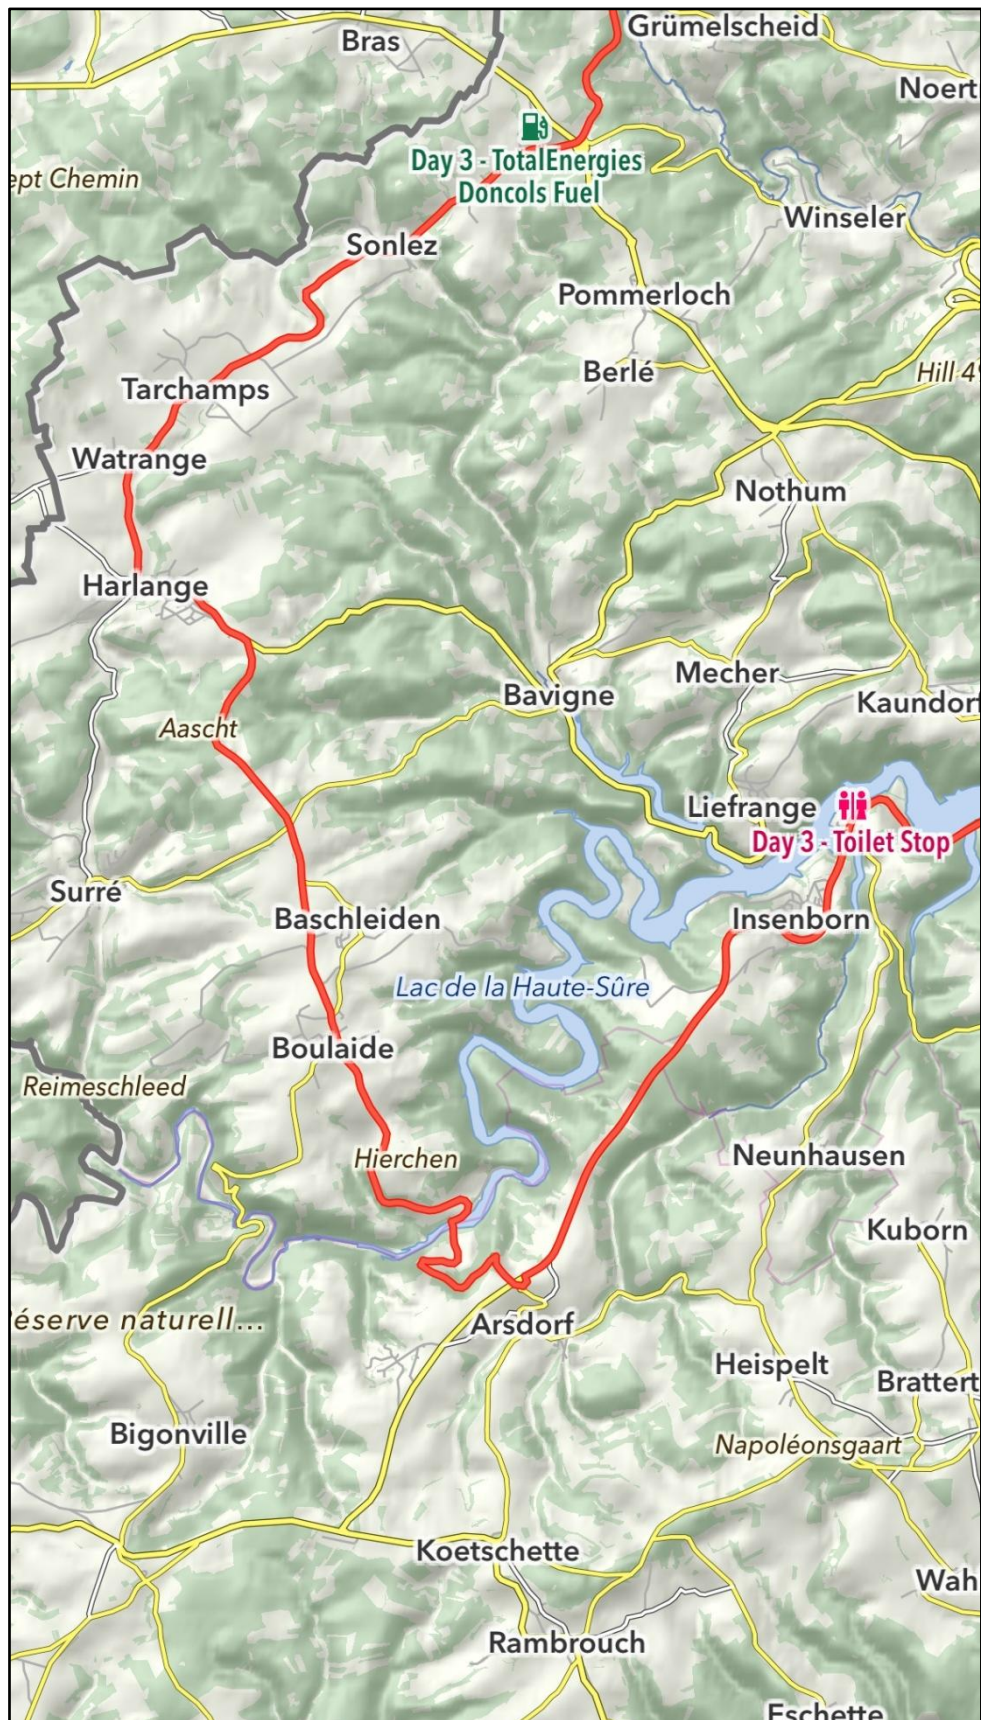 Grümelscheid
Bras
Noert
Day 3 - TotalEnergies
Doncols Fuel
ept Chemin
Winseler
Sonlez
Pommerloch
Berlé
Hill 4
Tarchamps
Watrange
Nothum
Harlange
Mecher
Bavigne
Kaundorf
Aascht
Liefrange
Day 3 - Toilet Stop
Surré
Baschleiden
Insenborn
Lac de la Haute-Sûre
Boulaide
Reimeschleed
Hierchen
Neunhausen
Kuborn
éserve naturell...
Arsdorf
Heispelt
Brattert
Bigonville
Napoléonsgaart
Koetschette
Wah
Rambrouch
Eschette